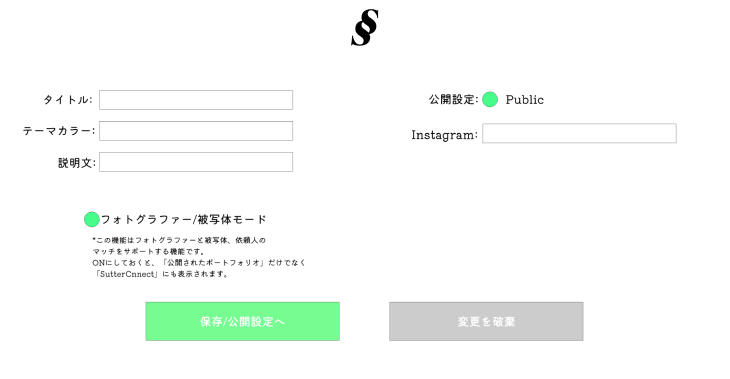 SS
タイトル:
テーマカラー:
説明文:
公開設定: Public
Instagram:
フォトグラファー/被写体モード
*この機能はフォトグラファーと被写体、依頼人の
マッチをサポートする機能です。
ONにしておくと、「公開されたポートフォリオ」だけでなく
「SutterCnnect」にも表示されます。
保存/公開設定へ
変更を破棄